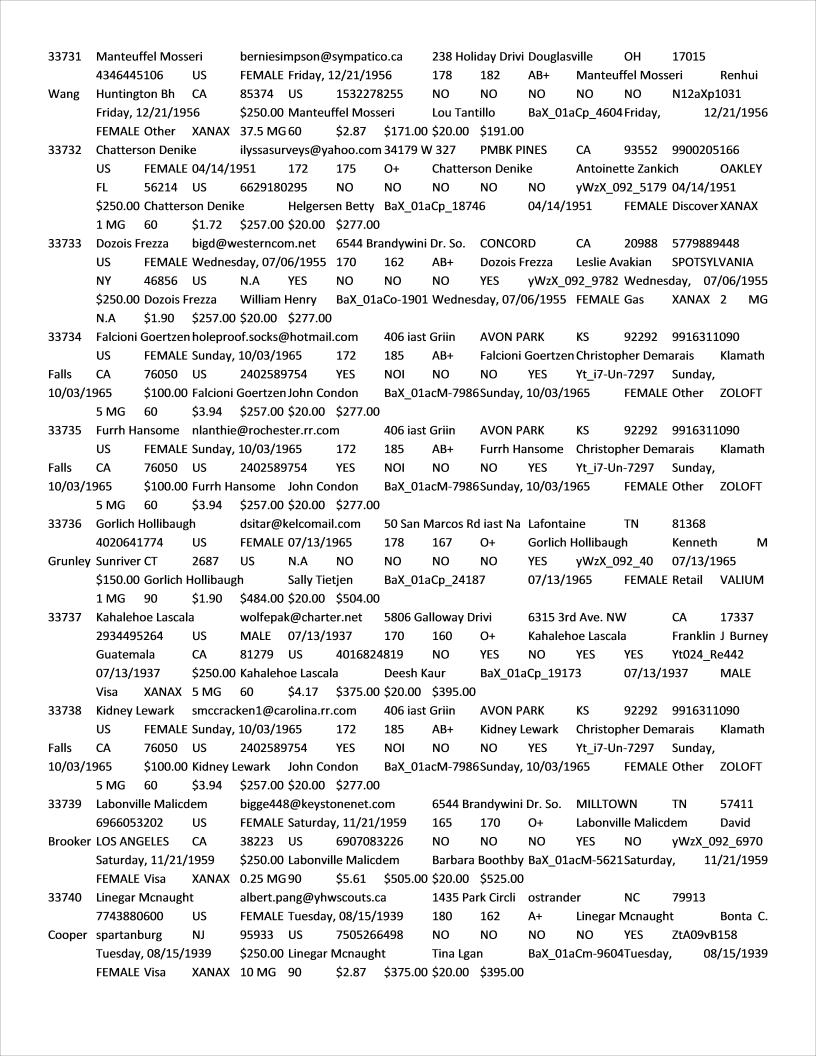 33731 Manteuffel Mosseri berniesimpson@sympatico.ca 238 Holiday Drivi Douglasville OH 17015
4346445106 US FEMALE Friday, 12/21/1956 178 182 AB+ Manteuffel Mosseri Renhui
Wang Huntington Bh CA 85374 US 1532278255 NO NO NO NO NO N12aXp1031
Friday, 12/21/1956 $250.00 Manteuffel Mosseri Lou Tantillo BaX_01aCp_4604 Friday, 12/21/1956
FEMALE Other XANAX 37.5 MG 60 $2.87 $171.00 $20.00 $191.00
33732 Chatterson Denike ilyssasurveys@yahoo.com 34179 W 327 PMBK PINES CA 93552 9900205166
US FEMALE 04/14/1951 172 175 O+ Chatterson Denike Antoinette Zankich OAKLEY
FL 56214 US 6629180295 NO NO NO NO NO yWzX_092_5179 04/14/1951
$250.00 Chatterson Denike Helgersen Betty BaX_01aCp_18746 04/14/1951 FEMALE Discover XANAX
1 MG 60 $1.72 $257.00 $20.00 $277.00
33733 Dozois Frezza bigd@westerncom.net 6544 Brandywini Dr. So. CONCORD CA 20988 5779889448
US FEMALE Wednesday, 07/06/1955 170 162 AB+ Dozois Frezza Leslie Avakian SPOTSYLVANIA
NY 46856 US N.A YES NO NO NO YES yWzX_092_9782 Wednesday, 07/06/1955
$250.00 Dozois Frezza William Henry BaX_01aCo-1901 Wednesday, 07/06/1955 FEMALE Gas XANAX 2 MG
N.A $1.90 $257.00 $20.00 $277.00
33734 Falcioni Goertzen holeproof.socks@hotmail.com 406 iast Griin AVON PARK KS 92292 9916311090
US FEMALE Sunday, 10/03/1965 172 185 AB+ Falcioni Goertzen Christopher Demarais Klamath
Falls CA 76050 US 2402589754 YES NOI NO NO YES Yt_i7-Un-7297 Sunday,
10/03/1965 $100.00 Falcioni Goertzen John Condon BaX_01acM-7986 Sunday, 10/03/1965 FEMALE Other ZOLOFT
5 MG 60 $3.94 $257.00 $20.00 $277.00
33735 Furrh Hansome nlanthie@rochester.rr.com 406 iast Griin AVON PARK KS 92292 9916311090
US FEMALE Sunday, 10/03/1965 172 185 AB+ Furrh Hansome Christopher Demarais Klamath
Falls CA 76050 US 2402589754 YES NOI NO NO YES Yt_i7-Un-7297 Sunday,
10/03/1965 $100.00 Furrh Hansome John Condon BaX_01acM-7986 Sunday, 10/03/1965 FEMALE Other ZOLOFT
5 MG 60 $3.94 $257.00 $20.00 $277.00
33736 Gorlich Hollibaugh dsitar@kelcomail.com 50 San Marcos Rd iast Na Lafontaine TN 81368
4020641774 US FEMALE 07/13/1965 178 167 O+ Gorlich Hollibaugh Kenneth M
Grunley Sunriver CT 2687 US N.A NO NO NO NO YES yWzX_092_40 07/13/1965
$150.00 Gorlich Hollibaugh Sally Tietjen BaX_01aCp_24187 07/13/1965 FEMALE Retail VALIUM
1 MG 90 $1.90 $484.00 $20.00 $504.00
33737 Kahalehoe Lascala wolfepak@charter.net 5806 Galloway Drivi 6315 3rd Ave. NW CA 17337
2934495264 US MALE 07/13/1937 170 160 O+ Kahalehoe Lascala Franklin J Burney
Guatemala CA 81279 US 4016824819 NO YES NO YES YES Yt024_Re442
07/13/1937 $250.00 Kahalehoe Lascala Deesh Kaur BaX_01aCp_19173 07/13/1937 MALE
Visa XANAX 5 MG 60 $4.17 $375.00 $20.00 $395.00
33738 Kidney Lewark smccracken1@carolina.rr.com 406 iast Griin AVON PARK KS 92292 9916311090
US FEMALE Sunday, 10/03/1965 172 185 AB+ Kidney Lewark Christopher Demarais Klamath
Falls CA 76050 US 2402589754 YES NOI NO NO YES Yt_i7-Un-7297 Sunday,
10/03/1965 $100.00 Kidney Lewark John Condon BaX_01acM-7986 Sunday, 10/03/1965 FEMALE Other ZOLOFT
5 MG 60 $3.94 $257.00 $20.00 $277.00
33739 Labonville Malicdem bigge448@keystonenet.com 6544 Brandywini Dr. So. MILLTOWN TN 57411
6966053202 US FEMALE Saturday, 11/21/1959 165 170 O+ Labonville Malicdem David
Brooker LOS ANGELES CA 38223 US 6907083226 NO NO NO YES NO yWzX_092_6970
Saturday, 11/21/1959 $250.00 Labonville Malicdem Barbara Boothby BaX_01acM-5621 Saturday, 11/21/1959
FEMALE Visa XANAX 0.25 MG 90 $5.61 $505.00 $20.00 $525.00
33740 Linegar Mcnaught albert.pang@yhwscouts.ca 1435 Park Circli ostrander NC 79913
7743880600 US FEMALE Tuesday, 08/15/1939 180 162 A+ Linegar Mcnaught Bonta C.
Cooper spartanburg NJ 95933 US 7505266498 NO NO NO NO YES ZtA09vB158
Tuesday, 08/15/1939 $250.00 Linegar Mcnaught Tina Lgan BaX_01aCm-9604 Tuesday, 08/15/1939
FEMALE Visa XANAX 10 MG 90 $2.87 $375.00 $20.00 $395.00